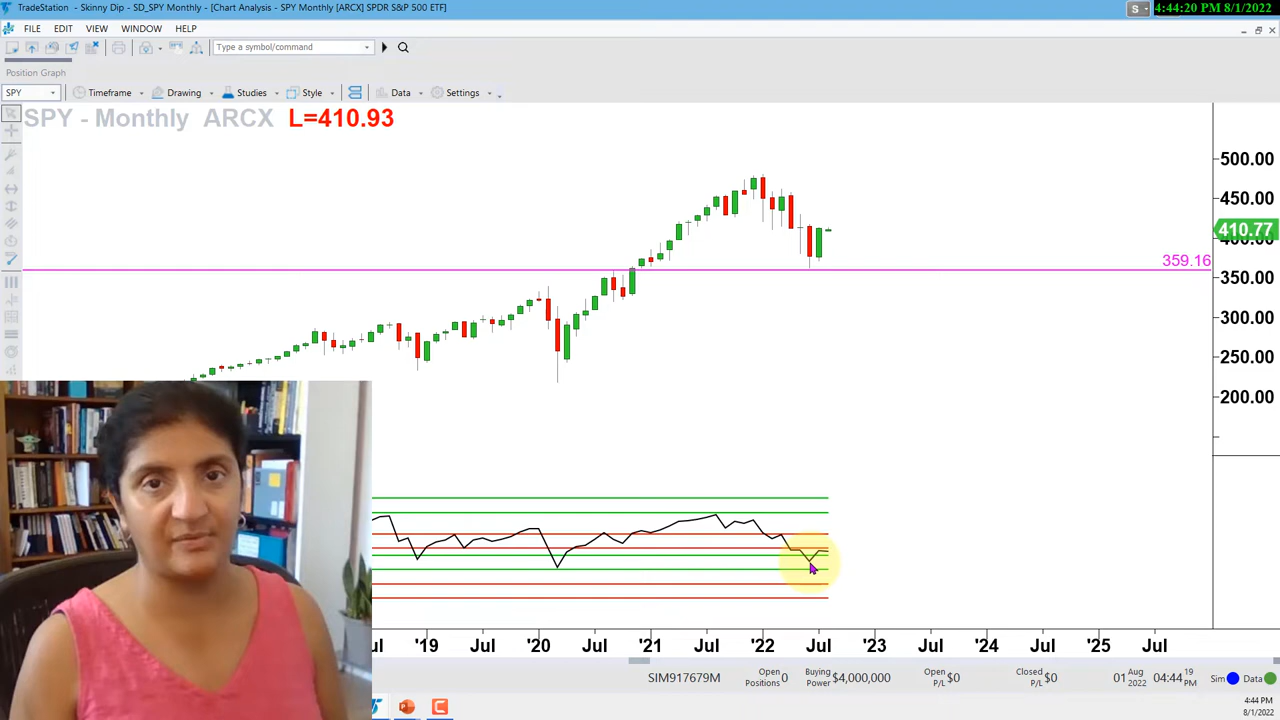 TradeStation - Skinny Dip - SD_SPY Monthly - [Chart Analysis - SPY Monthly [ARCX] SPDR S&P 500 ETF]
S
4:44:20 PM 8/1/2022
FILE EDIT VIEW WINDOW HELP
Type a symbol/command
Position Graph
SPY Timeframe Drawing Studies Style Data Settings
SPY - Monthly ARCX L=410.93
500.00
450.00
410.77
400.00
359.16
350.00
300.00
250.00
200.00
Jul '19 Jul '20 Jul '21 Jul '22 Jul '23 Jul '24 Jul '25 Jul
SIM917679M
Open Positions 0
Buying Power $4,000,000
Open P/L $0
Closed P/L $0
01 Aug 2022
04:44 19 PM
Sim
Data
4:44 PM
8/1/2022